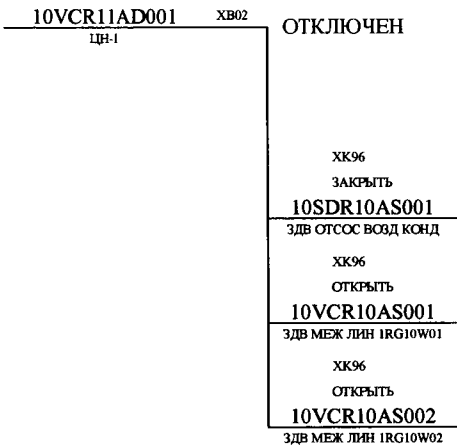 10VCR11AD001 XB02
ЦН-1
ОТКЛЮЧЕН
XK96
ЗАКРЫТЬ
10SDR10AS001
ЗДВ ОТСОС ВОЗД КОНД
XK96
ОТКРЫТЬ
10VCR10AS001
ЗДВ МЕЖ ЛИН 1RG10W01
XK96
ОТКРЫТЬ
10VCR10AS002
ЗДВ МЕЖ ЛИН 1RG10W02